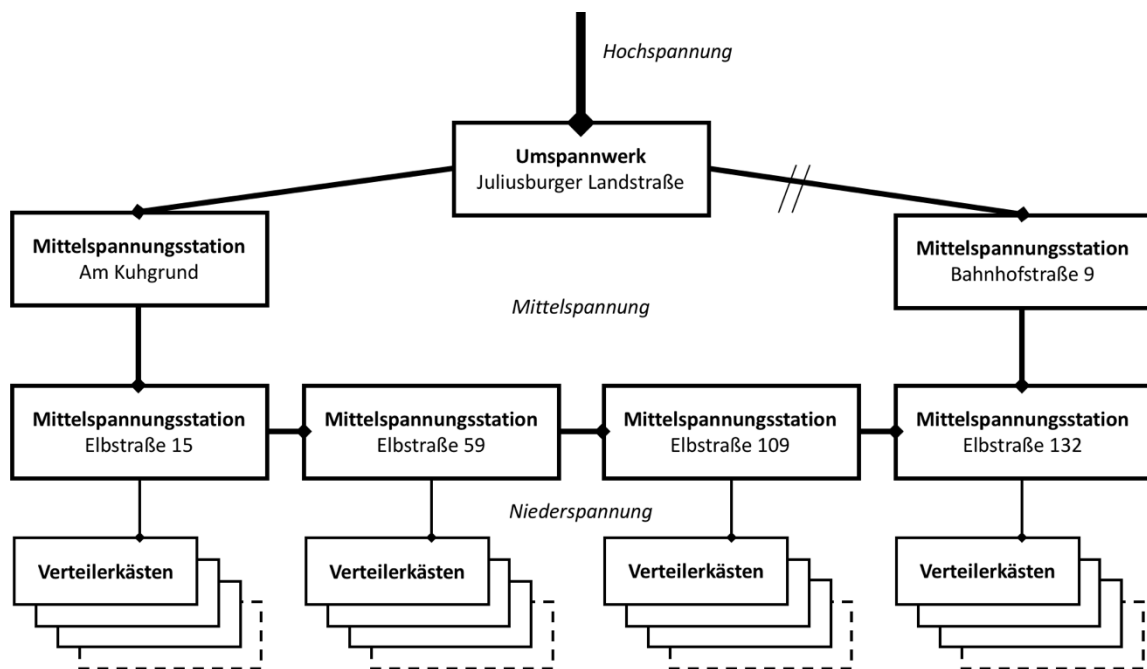 Hochspannung
Umspannwerk
Juliusburger Landstraße
Mittelspannungsstation
Am Kuhgrund
Mittelspannungsstation
Bahnhofstraße 9
Mittelspannung
Mittelspannungsstation
Elbstraße 15
Mittelspannungsstation
Elbstraße 59
Mittelspannungsstation
Elbstraße 109
Mittelspannungsstation
Elbstraße 132
Niederspannung
Verteilerkästen
Verteilerkästen
Verteilerkästen
Verteilerkästen